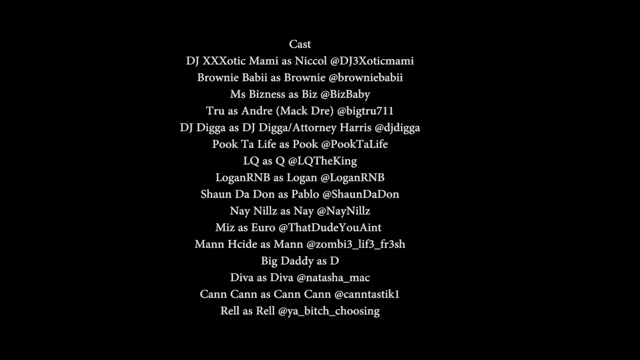 Cast
DJ XXXotic Mami as Niccol @DJ3Xoticmami
Brownie Babii as Brownie @browniebabii
Ms Bizness as Biz @BizBaby
Tru as Andre (Mack Dre) @bigtru711
DJ Digga as DJ Digga/Attorney Harris @djdigga
Pook Ta Life as Pook @PookTaLife
LQ as Q @LQTheKing
LoganRNB as Logan @LoganRNB
Shaun Da Don as Pablo @ShaunDaDon
Nay Nillz as Nay @NayNillz
Miz as Euro @ThatDudeYouAint
Mann Hcide as Mann @zombi3_lif3_fr3sh
Big Daddy as D
Diva as Diva @natasha_mac
Cann Cann as Cann Cann @canntastik1
Rell as Rell @ya_bitch_choosing